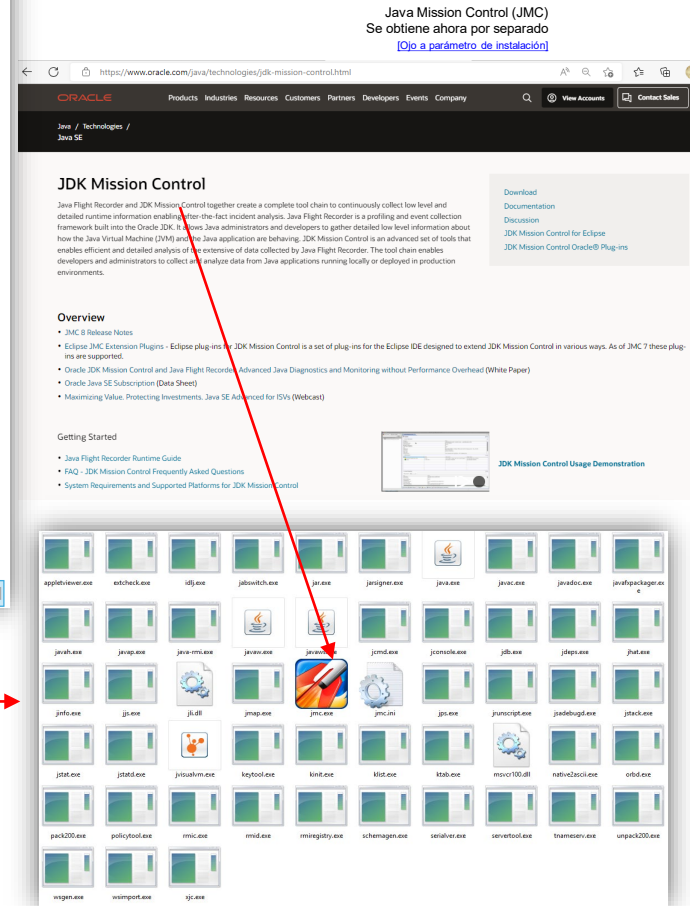 Java Mission Control (JMC)
Se obtiene ahora por separado
[Ojo a parámetro de instalación]
https://www.oracle.com/java/technologies/jdk-mission-control.html
ORACLE Products Industries Resources Customers Partners Developers Events Company View Accounts Contact Sales
Java / Technologies /
Java SE
JDK Mission Control
Java Flight Recorder and JDK Mission Control together create a complete tool chain to continuously collect low level and
detailed runtime information enabling after-the-fact incident analysis. Java Flight Recorder is a profiling and event collection
framework built into the Oracle JDK. It allows Java administrators and developers to gather detailed low level information about
how the Java Virtual Machine (JVM) and the Java application are behaving. JDK Mission Control is an advanced set of tools that
enables efficient and detailed analysis of the extensive of data collected by Java Flight Recorder. The tool chain enables
developers and administrators to collect and analyze data from Java applications running locally or deployed in production
environments.
Download
Documentation
Discussion
JDK Mission Control for Eclipse
JDK Mission Control Oracle® Plug-ins
Overview
• JMC 8 Release Notes
• Eclipse JMC Extension Plugins - Eclipse plug-ins for JDK Mission Control is a set of plug-ins for the Eclipse IDE designed to extend JDK Mission Control in various ways. As of JMC 7 these plug-
ins are supported.
• Oracle JDK Mission Control and Java Flight Recorder Advanced Java Diagnostics and Monitoring without Performance Overhead (White Paper)
• Oracle Java SE Subscription (Data Sheet)
• Maximizing Value. Protecting Investments. Java SE Advanced for ISVs (Webcast)
Getting Started
• Java Flight Recorder Runtime Guide
• FAQ - JDK Mission Control Frequently Asked Questions
• System Requirements and Supported Platforms for JDK Mission Control
JDK Mission Control Usage Demonstration
appletviewer.exe extcheck.exe idlj.exe jabswitch.exe jar.exe jarsigner.exe java.exe javac.exe javadoc.exe javafxpackager.ex
e
javah.exe javap.exe java-rmi.exe javaw.exe javaws.exe jcmd.exe jconsole.exe jdb.exe jdeps.exe jhat.exe
jinfo.exe jjs.exe jli.dll jmap.exe jmc.exe jmc.ini jps.exe jrunscript.exe jsadebugd.exe jstack.exe
jstat.exe jstatd.exe jvisualvm.exe keytool.exe kinit.exe klist.exe ktab.exe msvcr100.dll native2ascii.exe orbd.exe
pack200.exe policytool.exe rmic.exe rmid.exe rmiregistry.exe schemagen.exe serialver.exe servertool.exe tnameserv.exe unpack200.exe
wsgen.exe wsimport.exe xjc.exe